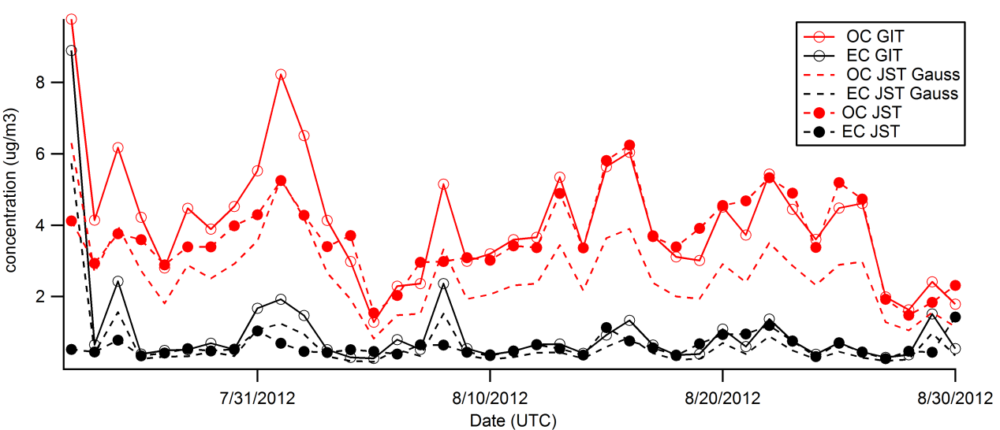 OC GIT
EC GIT
OC JST Gauss
EC JST Gauss
OC JST
EC JST
8
6
4
2
concentration (ug/m3)
7/31/2012
8/10/2012
8/20/2012
8/30/2012
Date (UTC)